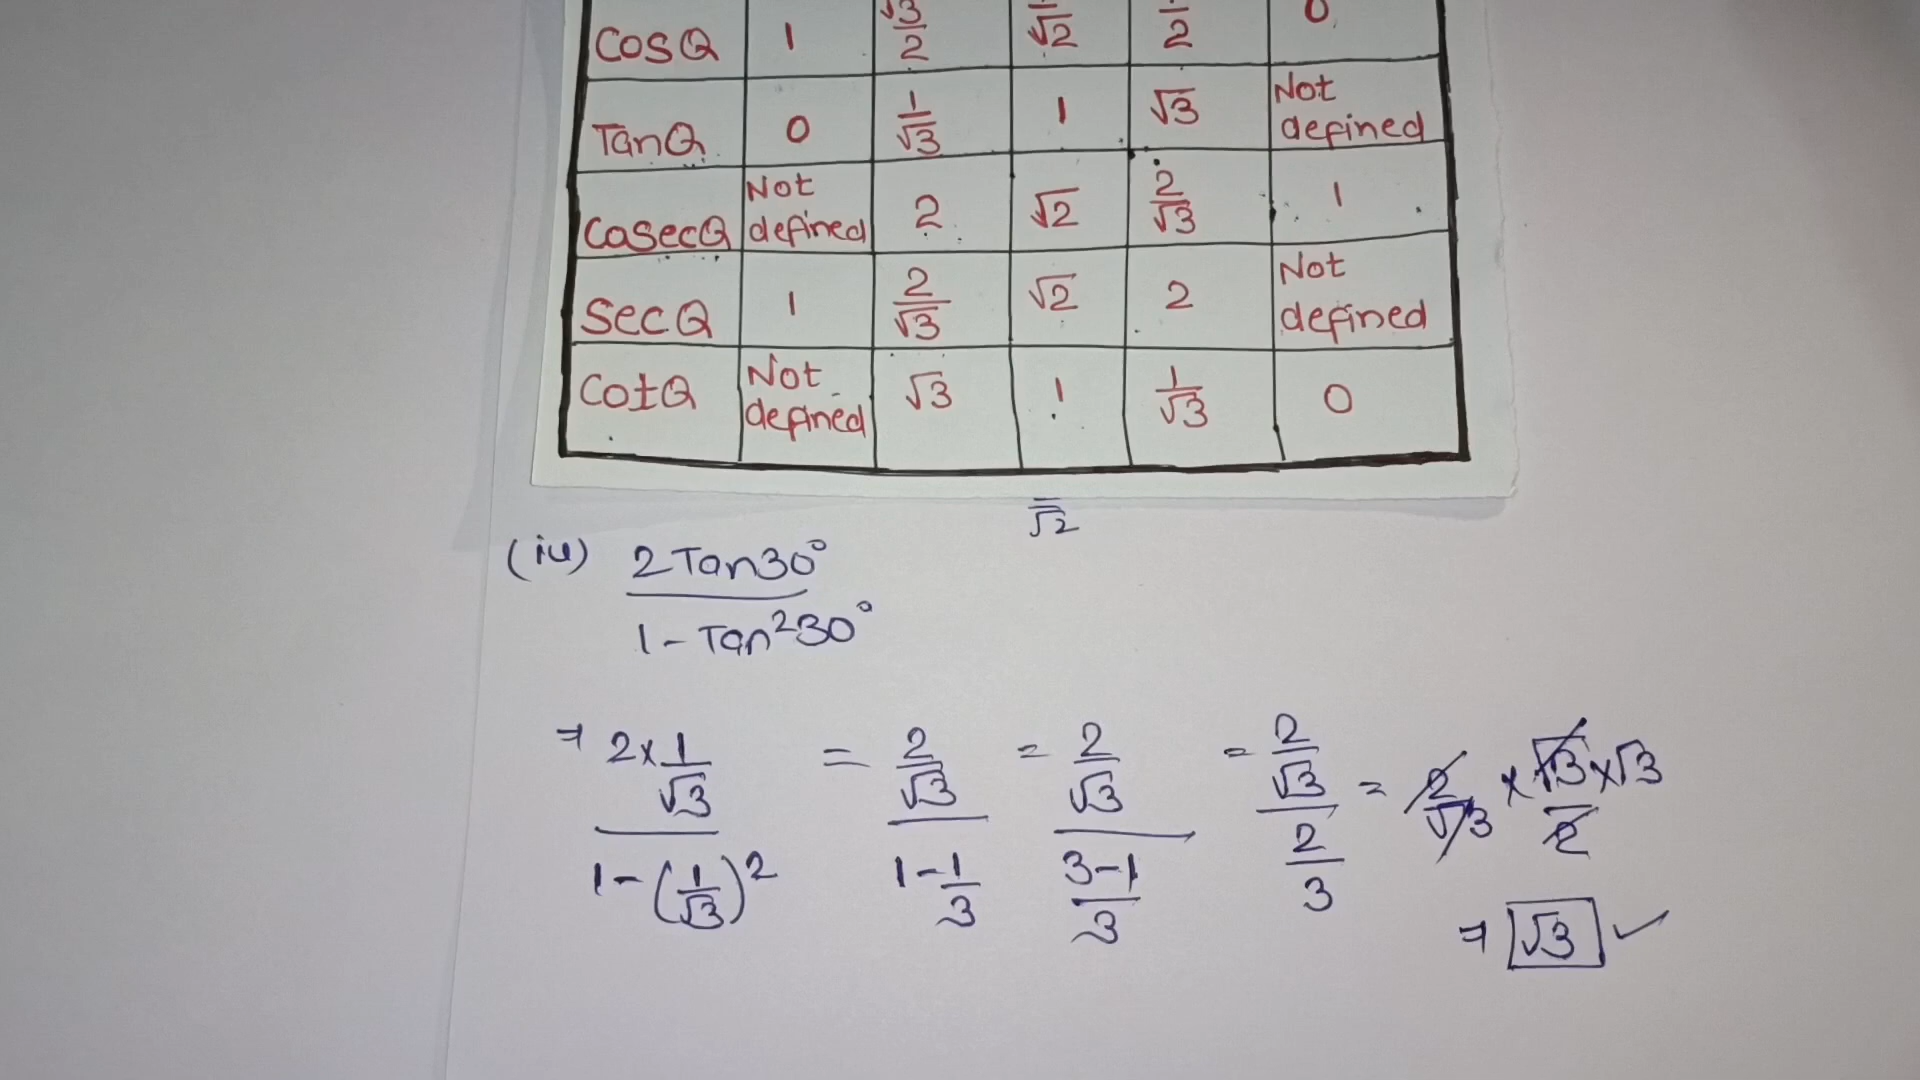 CosQ 1 √3/2 1/√2 1/2 0
TanQ 0 1/√3 1 √3 Not defined
CosecQ Not defined 2 √2 2/√3 1
SecQ 1 2/√3 √2 2 Not defined
CotQ Not defined √3 1 1/√3 0
√2
(iv) 2 Tan30° / 1 - Tan²30°
⇒ 2×1/√3 / 1-(1/√3)² = 2/√3 / 1-1/3 = 2/√3 / 3-1/3 = 2/√3 / 2/3 = 2/√3 × √3×√3/2
⇒ √3 ✓